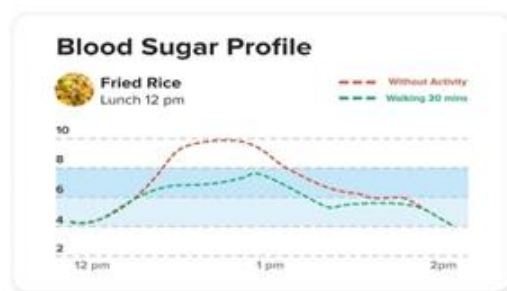 Blood Sugar Profile
Fried Rice
Lunch 12 pm
Without Activity
Walking 30 mins
10
8
6
4
2
12 pm
1 pm
2pm